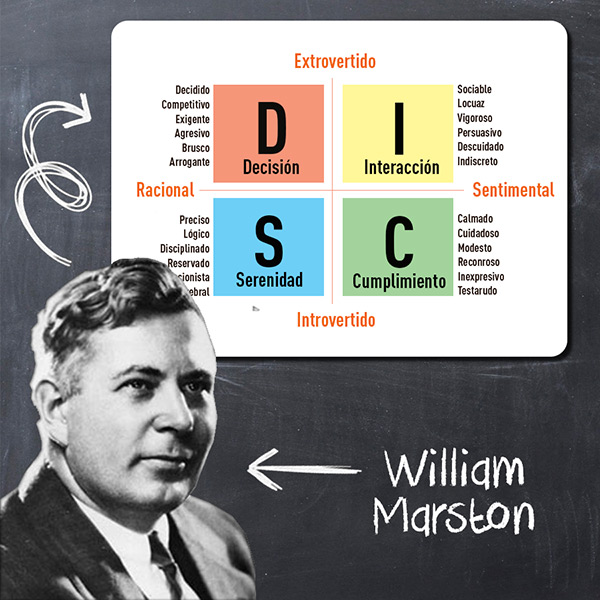 Extrovertido
Decidido
Competitivo
Exigente
Agresivo
Brusco
Arrogante
D
Decisión
I
Interacción
Sociable
Locuaz
Vigoroso
Persuasivo
Descuidado
Indiscreto
Racional
Sentimental
Preciso
Lógico
Disciplinado
Reservado
S
Serenidad
C
Cumplimiento
Calmado
Cuidadoso
Modesto
Reconroso
Inexpresivo
Testarudo
Introvertido
William
Marston